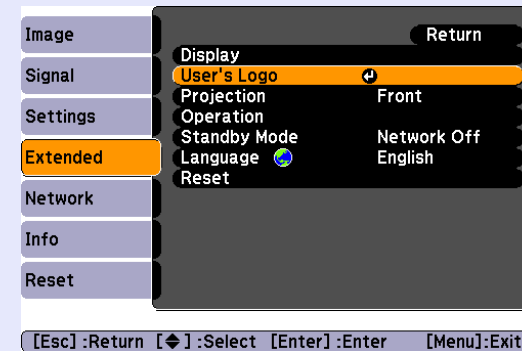 Image
Signal
Settings
Extended
Network
Info
Reset
Return
Display
User's Logo
Projection Front
Operation
Standby Mode Network Off
Language English
Reset
[Esc] :Return [◆] :Select [Enter] :Enter [Menu]:Exit